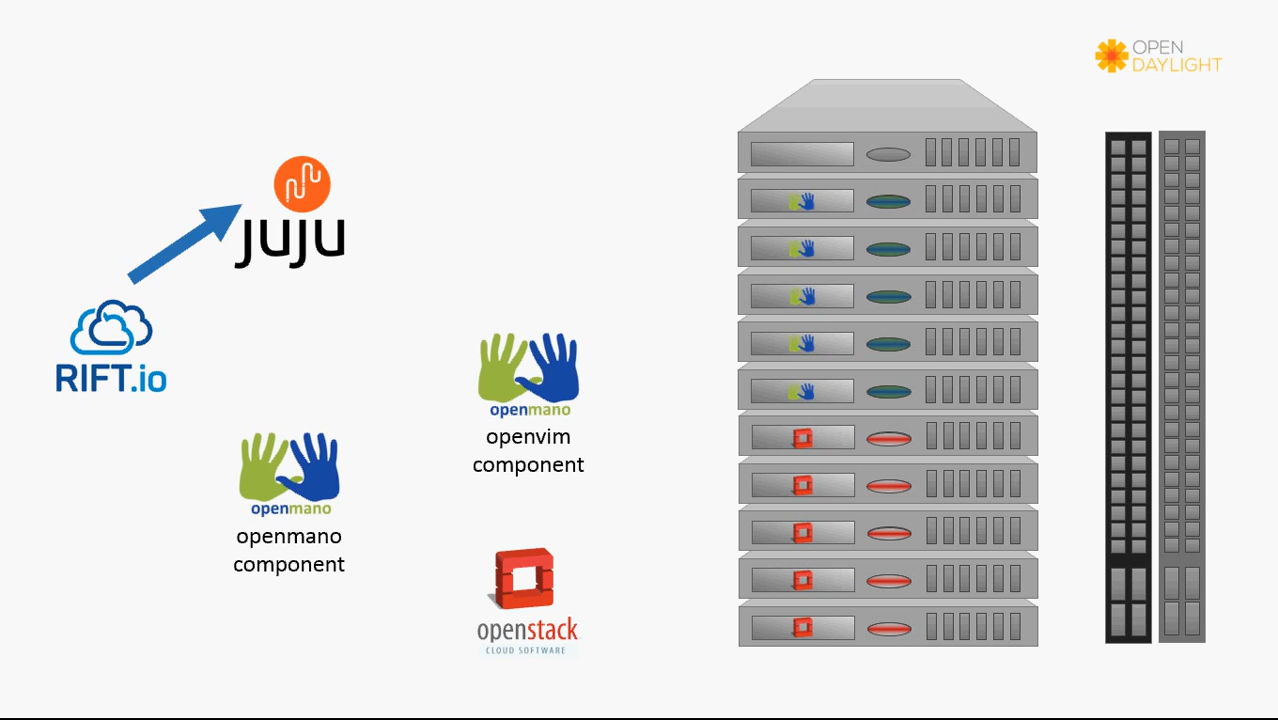 OPEN
DAYLIGHT
juju
RIFT.io
openmano
openvim
component
openmano
openmano
component
openstack
CLOUD SOFTWARE